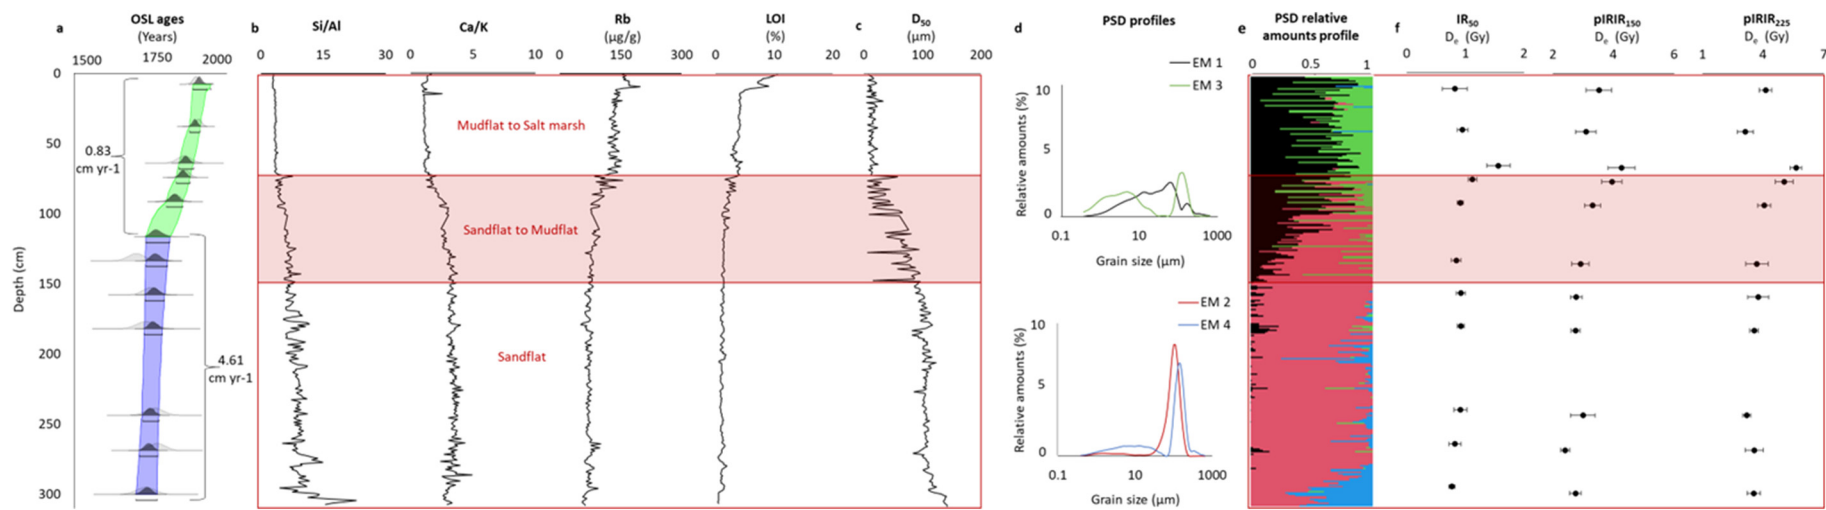 a
OSL ages
(Years)
1500 1750 2000
b
Si/Al
0 15 30
Ca/K
0 5 10
Rb
(µg/g)
0 150 300
LOI
(%)
0 10 20
c
D50
(µm)
0 100 200
d
PSD profiles
e
PSD relative
amounts profile
0 0.5 1
f
IR50
De (Gy)
0 1 2
pIRIR150
De (Gy)
2 4 6
pIRIR225
De (Gy)
1 4 7
Depth (cm)
0
50
100
150
200
250
300
0.83
cm yr-1
4.61
cm yr-1
Mudflat to Salt marsh
Sandflat to Mudflat
Sandflat
EM 1
EM 3
Relative amounts (%)
10
5
0
0.1 10 1000
Grain size (µm)
EM 2
EM 4
Relative amounts (%)
10
5
0
0.1 10 1000
Grain size (µm)